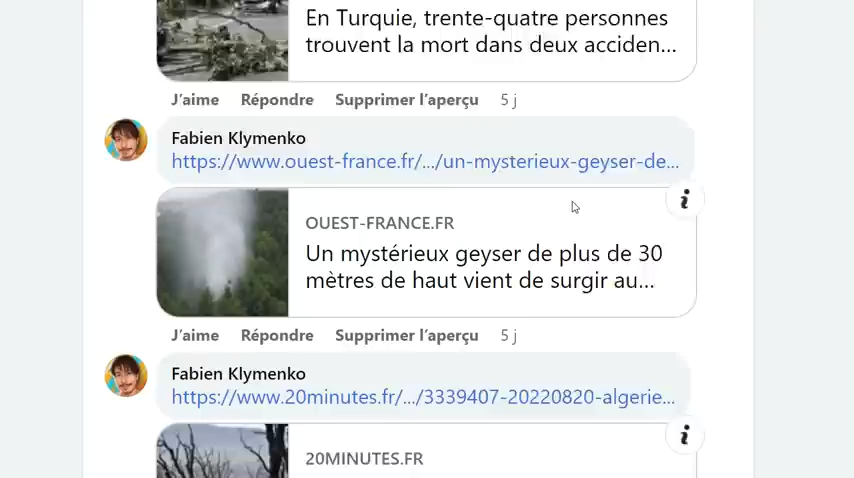 En Turquie, trente-quatre personnes
trouvent la mort dans deux acciden...
J'aime Répondre Supprimer l'aperçu 5 j
Fabien Klymenko
https://www.ouest-france.fr/.../un-mysterieux-geyser-de...
OUEST-FRANCE.FR
Un mystérieux geyser de plus de 30
mètres de haut vient de surgir au...
J'aime Répondre Supprimer l'aperçu 5 j
Fabien Klymenko
https://www.20minutes.fr/.../3339407-20220820-algerie...
20MINUTES.FR